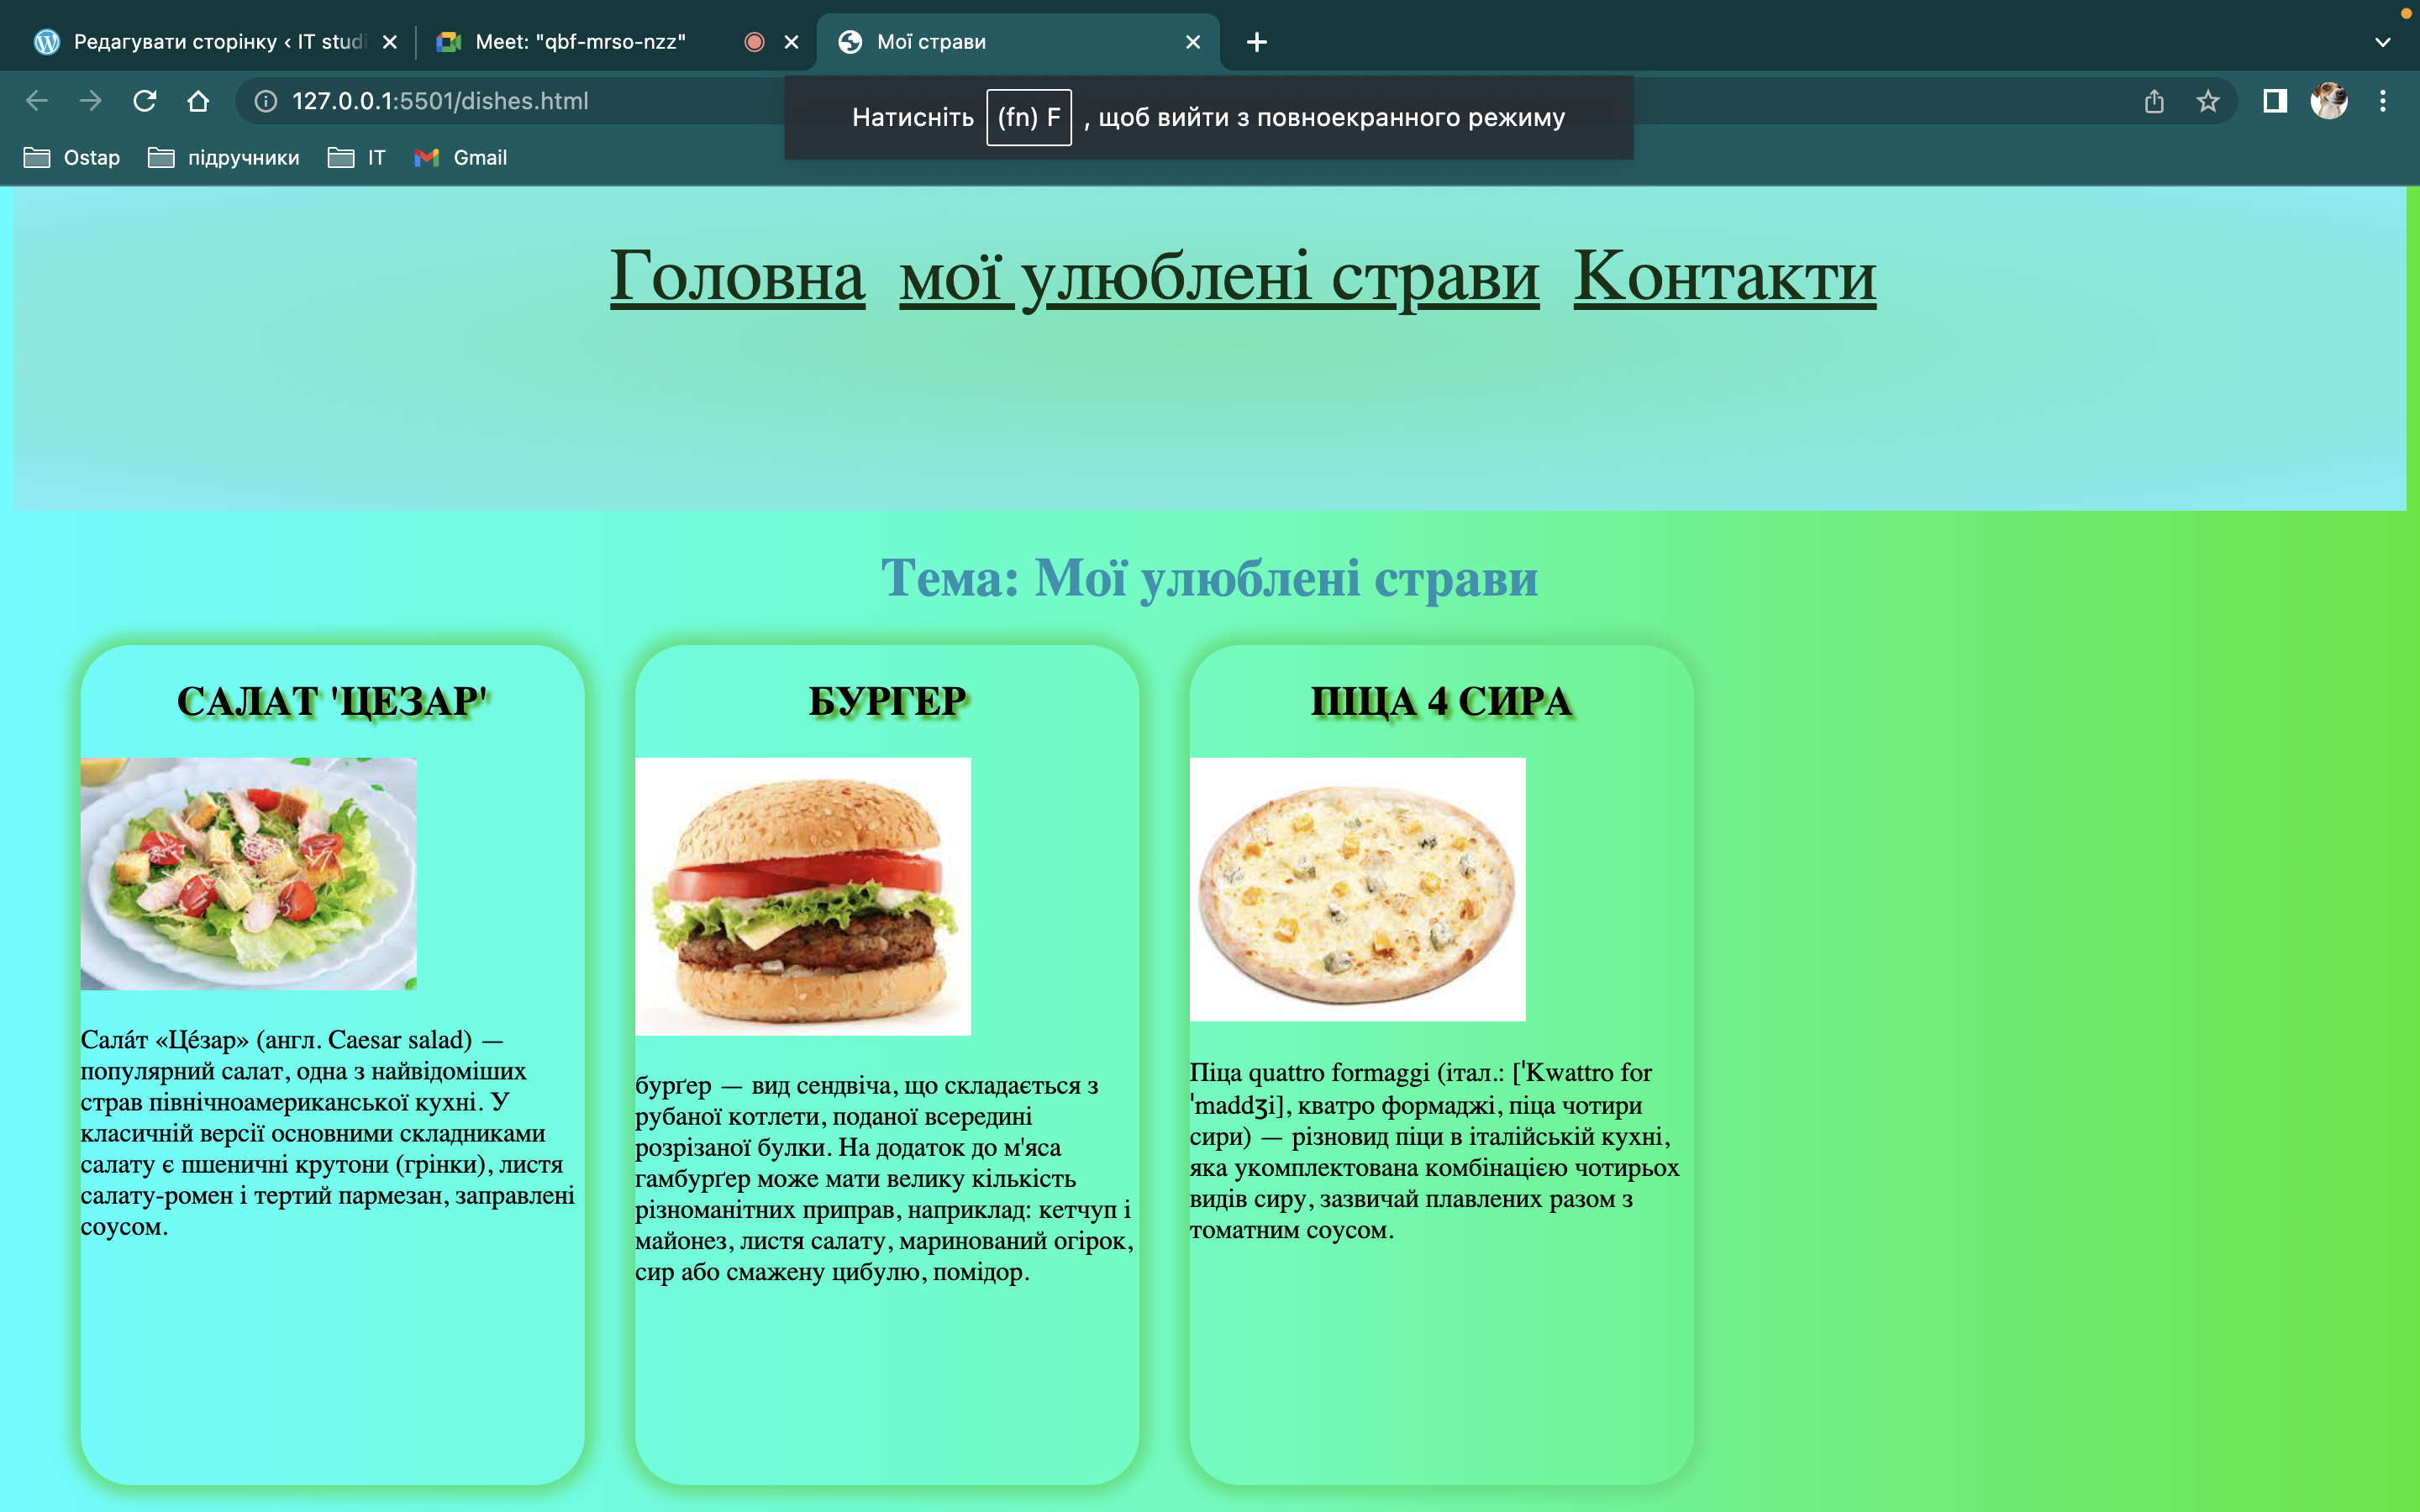 Редагувати сторінку ‹ IT studi
Meet: "qbf-mrso-nzz"
Мої страви
127.0.0.1:5501/dishes.html
Натисніть (fn) F , щоб вийти з повноекранного режиму
Ostap
підручники
IT
Gmail
Головна мої улюблені страви Контакти
Тема: Мої улюблені страви
САЛАТ 'ЦЕЗАР'
Сала́т «Це́зар» (англ. Caesar salad) —
популярний салат, одна з найвідоміших
страв північноамериканської кухні. У
класичній версії основними складниками
салату є пшеничні крутони (грінки), листя
салату-ромен і тертий пармезан, заправлені
соусом.
БУРГЕР
бурґер — вид сендвіча, що складається з
рубаної котлети, поданої всередині
розрізаної булки. На додаток до м'яса
гамбурґер може мати велику кількість
різноманітних приправ, наприклад: кетчуп і
майонез, листя салату, маринований огірок,
сир або смажену цибулю, помідор.
ПІЦА 4 СИРА
Піца quattro formaggi (італ.: [ˈKwattro for
ˈmaddʒi], кватро формаджі, піца чотири
сири) — різновид піци в італійській кухні,
яка укомплектована комбінацією чотирьох
видів сиру, зазвичай плавлених разом з
томатним соусом.